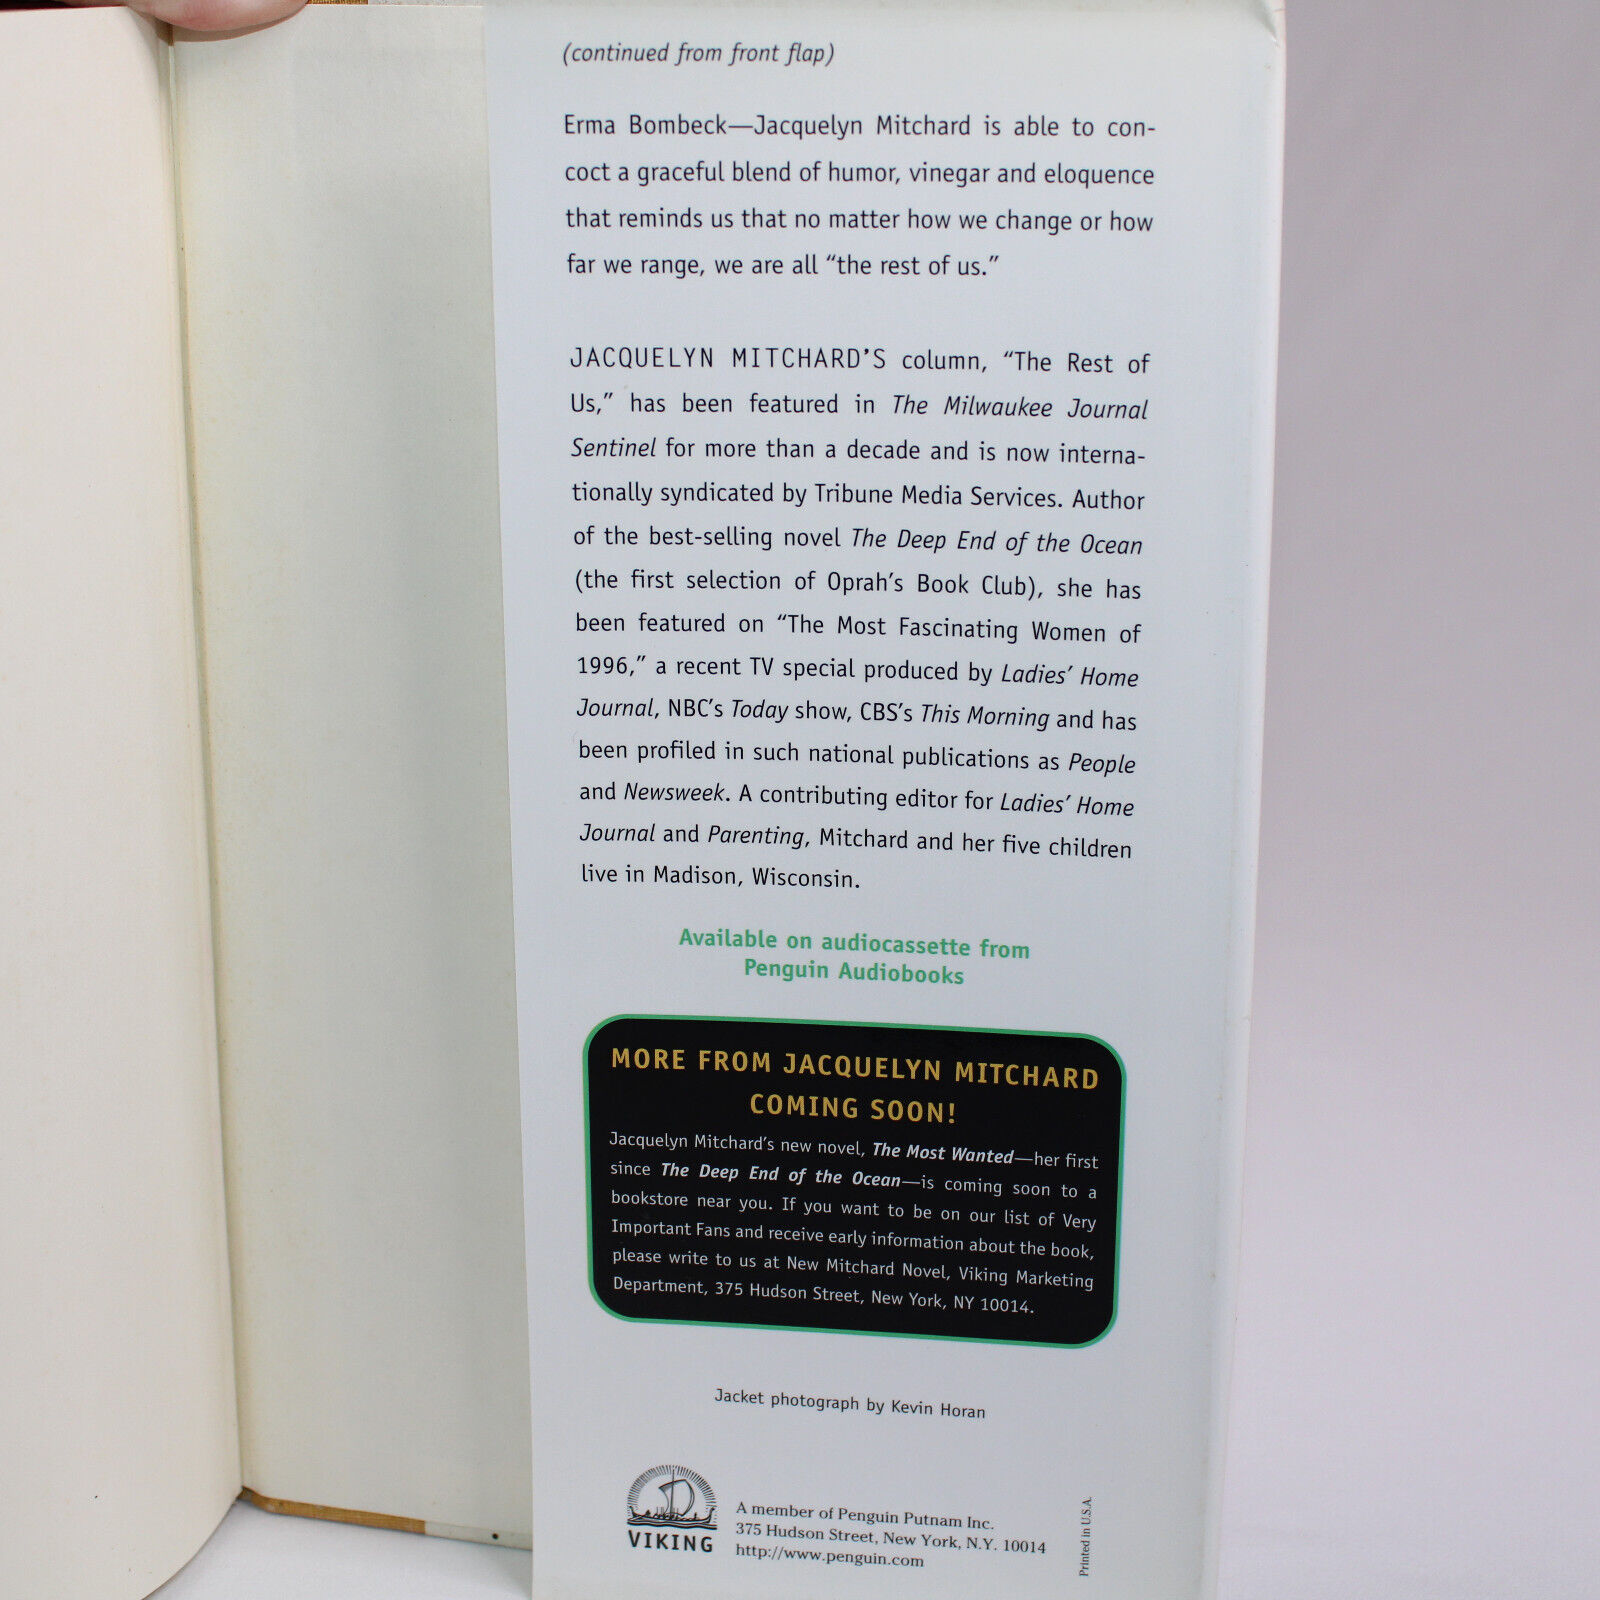 (continued from front flap)
Erma Bombeck—Jacquelyn Mitchard is able to con-
coct a graceful blend of humor, vinegar and eloquence
that reminds us that no matter how we change or how
far we range, we are all “the rest of us.”
JACQUELYN MITCHARD’S column, “The Rest of
Us,” has been featured in The Milwaukee Journal
Sentinel for more than a decade and is now interna-
tionally syndicated by Tribune Media Services. Author
of the best-selling novel The Deep End of the Ocean
(the first selection of Oprah’s Book Club), she has
been featured on “The Most Fascinating Women of
1996,” a recent TV special produced by Ladies’ Home
Journal, NBC’s Today show, CBS’s This Morning and has
been profiled in such national publications as People
and Newsweek. A contributing editor for Ladies’ Home
Journal and Parenting, Mitchard and her five children
live in Madison, Wisconsin.
Available on audiocassette from
Penguin Audiobooks
MORE FROM JACQUELYN MITCHARD
COMING SOON!
Jacquelyn Mitchard’s new novel, The Most Wanted—her first
since The Deep End of the Ocean—is coming soon to a
bookstore near you. If you want to be on our list of Very
Important Fans and receive early information about the book,
please write to us at New Mitchard Novel, Viking Marketing
Department, 375 Hudson Street, New York, NY 10014.
Jacket photograph by Kevin Horan
VIKING
A member of Penguin Putnam Inc.
375 Hudson Street, New York, N.Y. 10014
http://www.penguin.com
Printed in U.S.A.